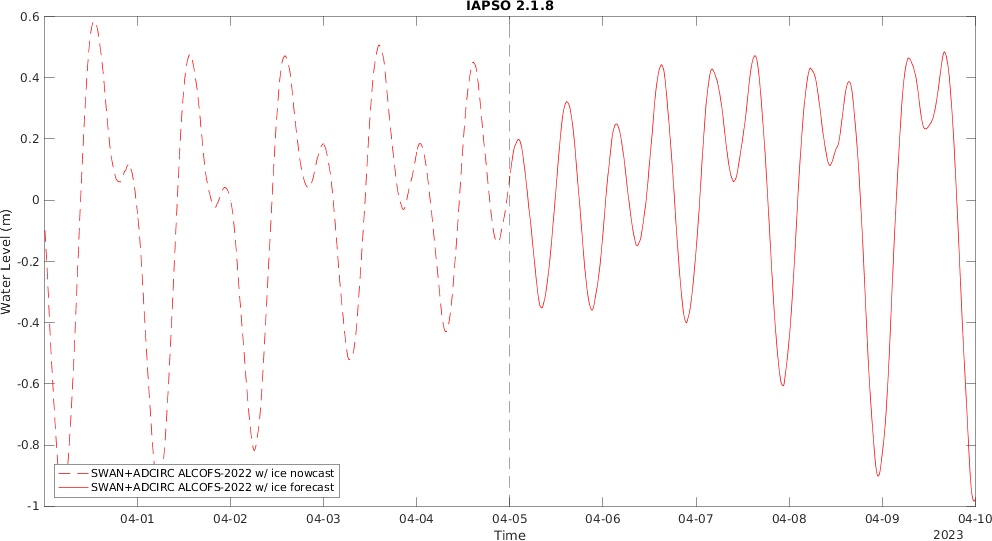 IAPSO 2.1.8
0.6
0.4
0.2
0
-0.2
-0.4
-0.6
-0.8
-1
Water Level (m)
SWAN+ADCIRC ALCOFS-2022 w/ ice nowcast
SWAN+ADCIRC ALCOFS-2022 w/ ice forecast
04-01 04-02 04-03 04-04 04-05 04-06 04-07 04-08 04-09 04-10
Time
2023